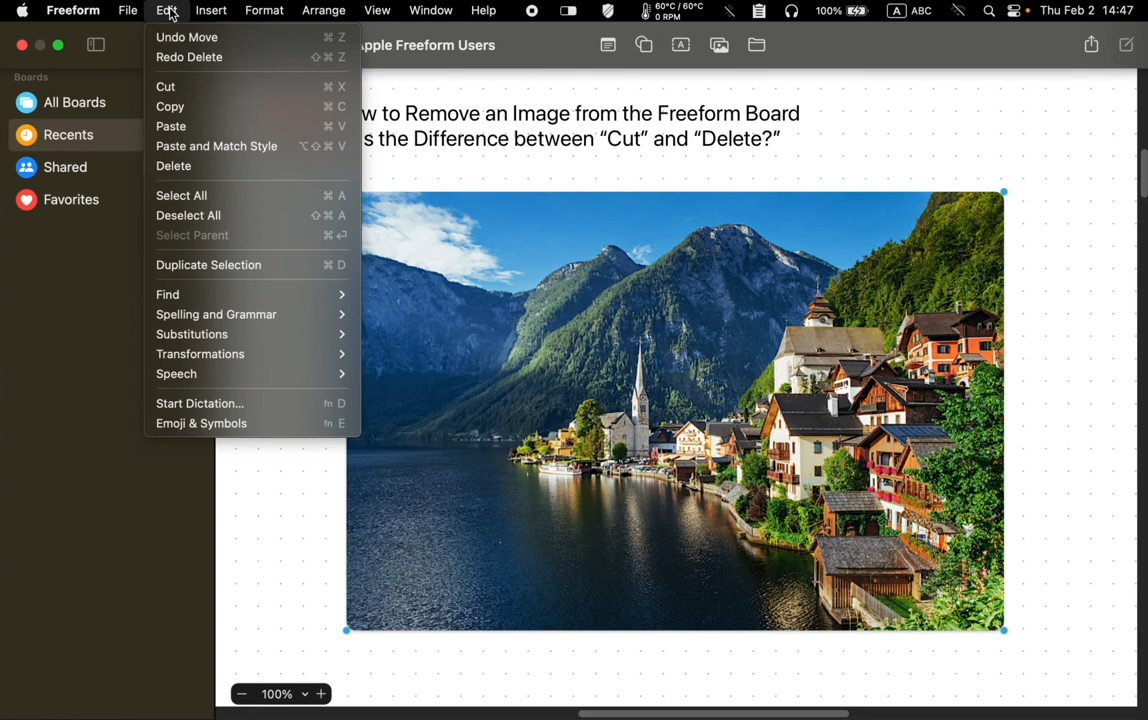 Freeform File Edit Insert Format Arrange View Window Help 60°C / 60°C 0 RPM 100% A ABC Thu Feb 2 14:47
pple Freeform Users A
Boards
All Boards
Recents
Shared
Favorites
Undo Move ⌘ Z
Redo Delete ⇧ ⌘ Z
Cut ⌘ X
Copy ⌘ C
Paste ⌘ V
Paste and Match Style ⌥ ⇧ ⌘ V
Delete
Select All ⌘ A
Deselect All ⇧ ⌘ A
Select Parent ⌘ ↩
Duplicate Selection ⌘ D
Find
Spelling and Grammar
Substitutions
Transformations
Speech
Start Dictation... fn D
Emoji & Symbols fn E
w to Remove an Image from the Freeform Board
s the Difference between “Cut” and “Delete?”
100%